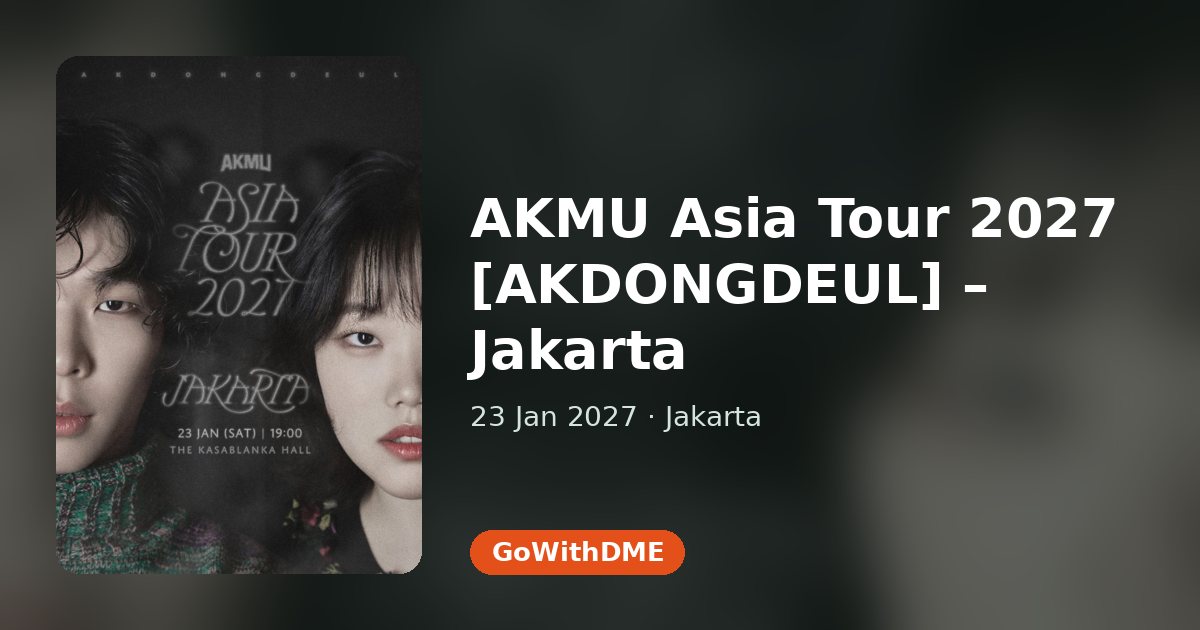 A K D O N G D E U L
AKMU
ASIA
TOUR
2027
JAKARTA
23 JAN (SAT) | 19:00
THE KASABLANKA HALL
AKMU Asia Tour 2027
[AKDONGDEUL] –
Jakarta
23 Jan 2027 · Jakarta
GoWithDME